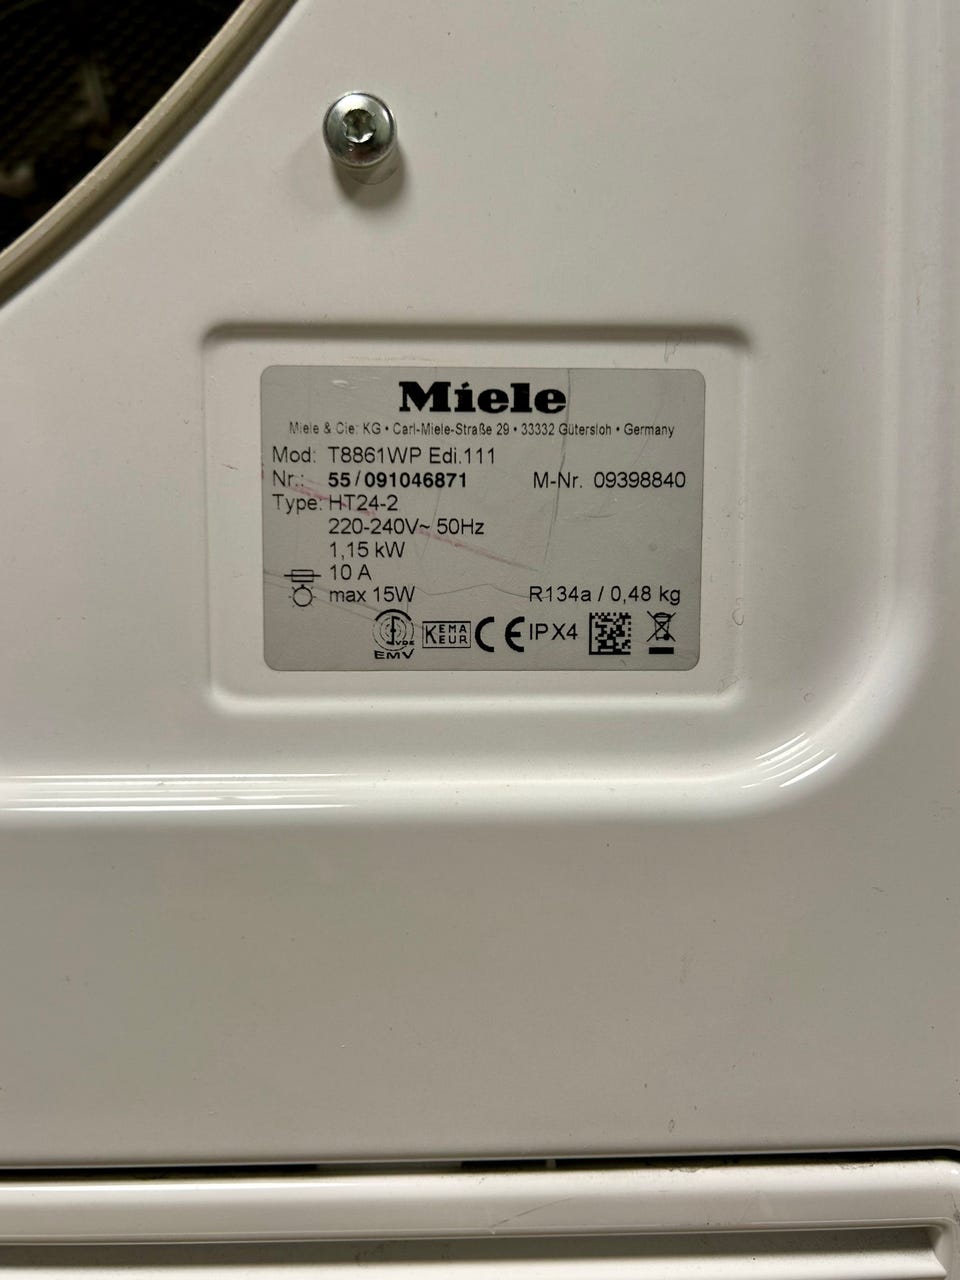 Miele
Miele & Cie. KG • Carl-Miele-Straße 29 • 33332 Gütersloh • Germany
Mod: T8861WP Edi.111
Nr.: 55/091046871 M-Nr. 09398840
Type: HT24-2
220-240V~ 50Hz
1,15 kW
10 A
max 15W R134a / 0,48 kg
VDE
EMV
KEMA
KEUR
CE IPX4